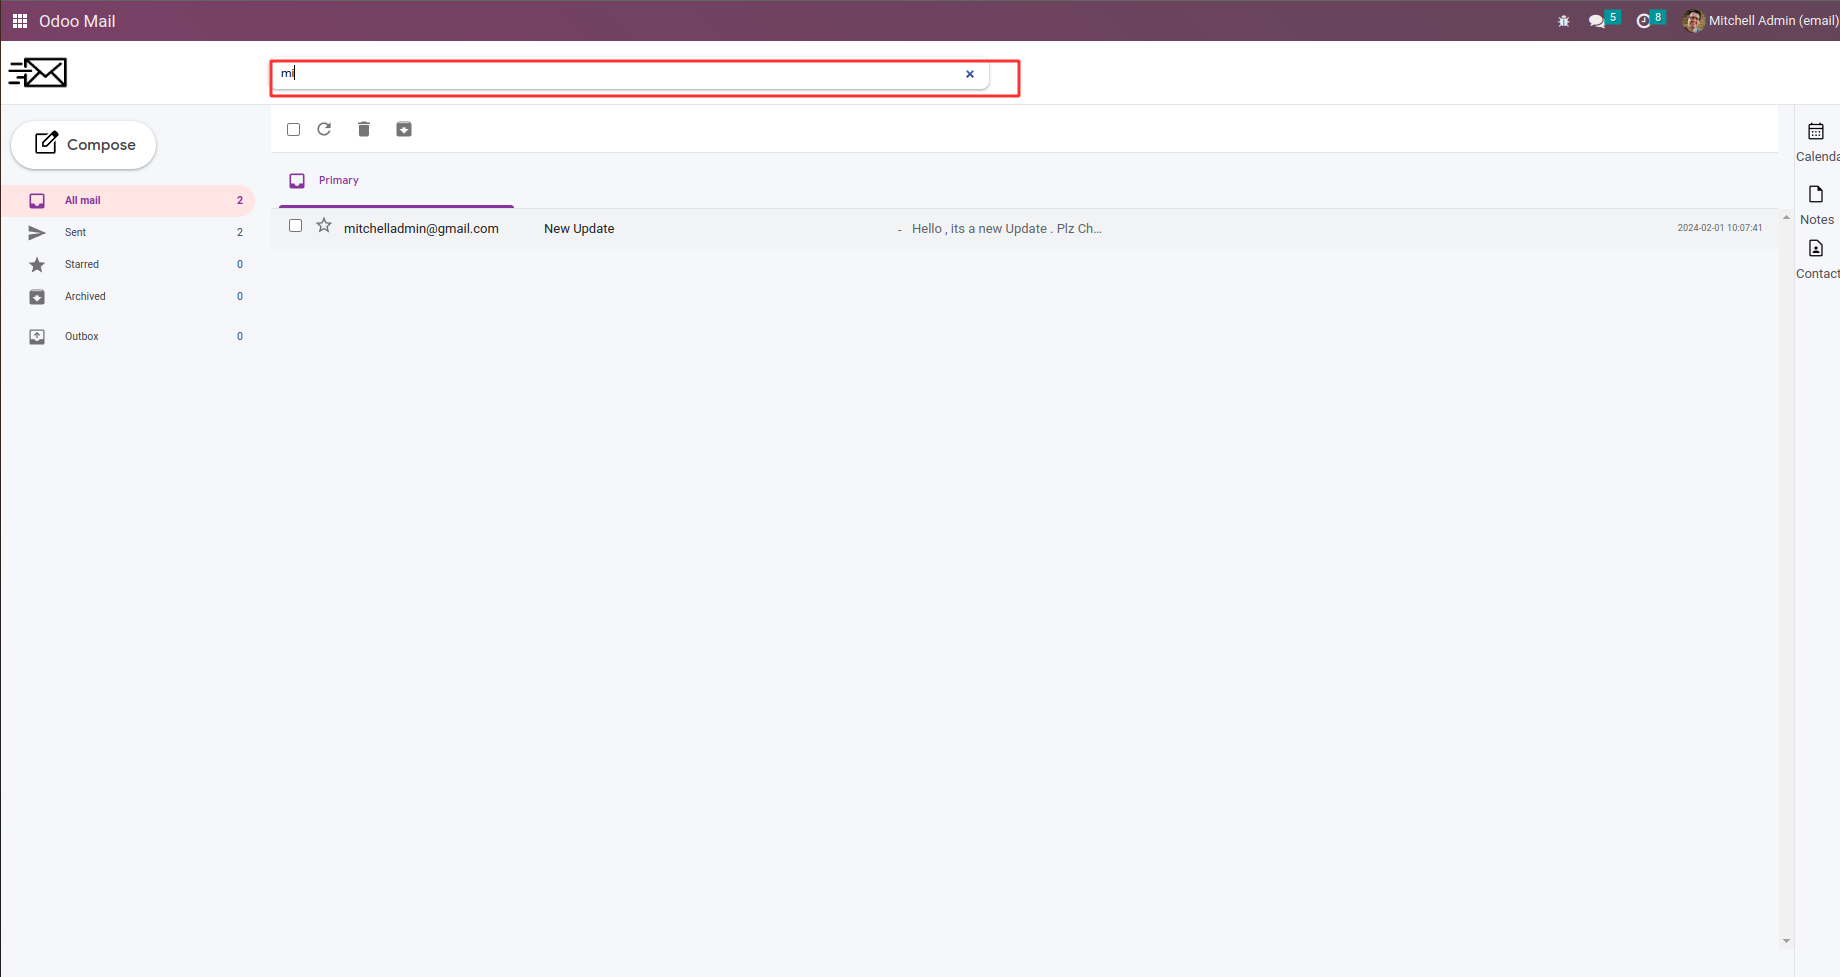 Odoo Mail
5
8
Mitchell Admin (email)
mi
Compose
Calenda
Primary
All mail 2
mitchelladmin@gmail.com New Update - Hello , its a new Update . Plz Ch... 2024-02-01 10:07:41
Notes
Sent 2
Starred 0
Contact
Archived 0
Outbox 0